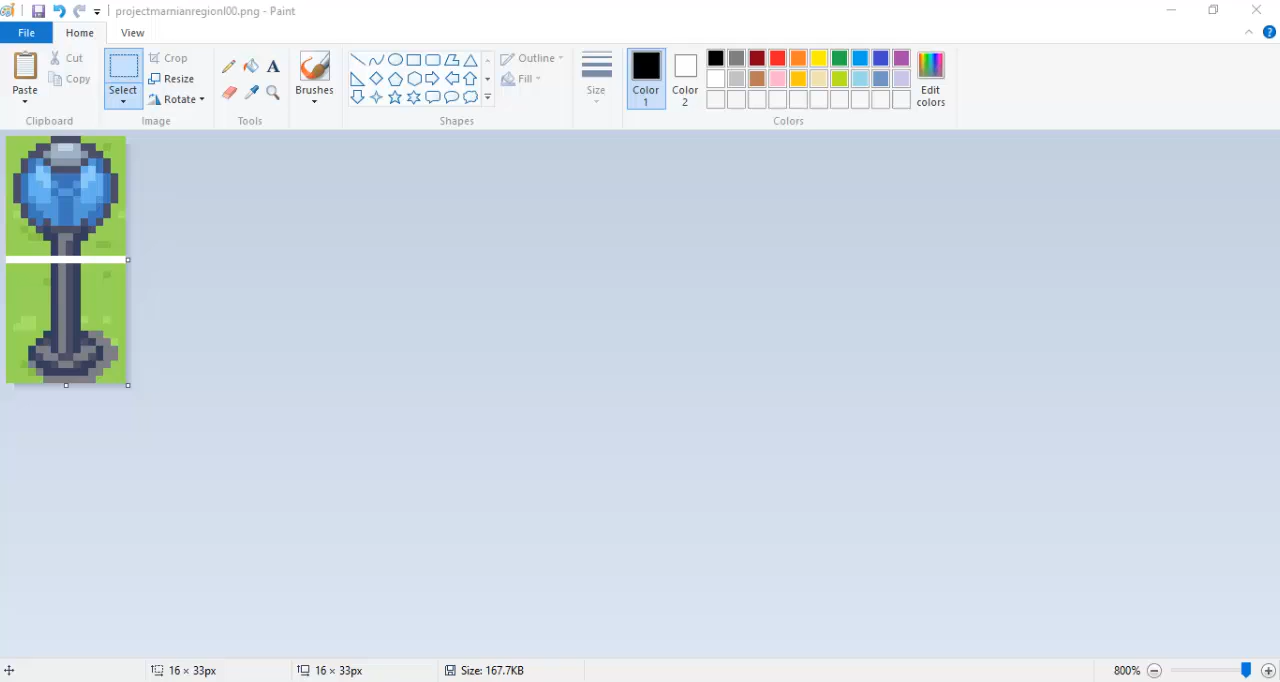 projectmarnianregionl00.png - Paint
File
Home
View
Paste
Cut
Copy
Clipboard
Select
Crop
Resize
Rotate
Image
A
Tools
Brushes
Shapes
Outline
Fill
Size
Color 1
Color 2
Edit colors
Colors
16 × 33px
16 × 33px
Size: 167.7KB
800%